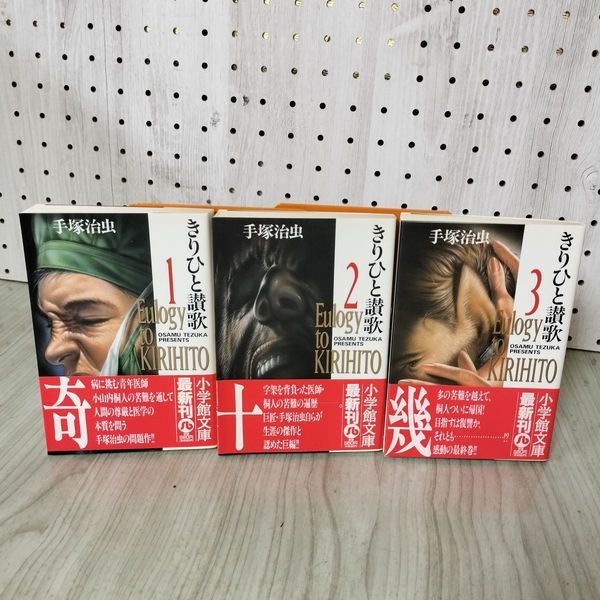 手塚治虫
きりひと讃歌
1
Eulogy
to
KIRIHITO
OSAMU TEZUKA
PRESENTS
奇
病に挑む青年医師
小山内桐人の苦難を通して
人間の尊厳と医学の
本質を問う
手塚治虫の問題作!!
小学館文庫
最新刊
手塚治虫
きりひと讃歌
2
Eulogy
to
KIRIHITO
OSAMU TEZUKA
PRESENTS
十
字架を背負った医師・
桐人の苦難の遍歴
巨匠・手塚治虫自らが
生涯の傑作と
認めた巨編!!
小学館文庫
最新刊
手塚治虫
きりひと讃歌
3
Eulogy
to
KIRIHITO
OSAMU TEZUKA
PRESENTS
幾
多の苦難を越えて、
桐人ついに帰国!
目指すは復讐か、
それとも………!?
感動の最終巻!!
小学館文庫
最新刊